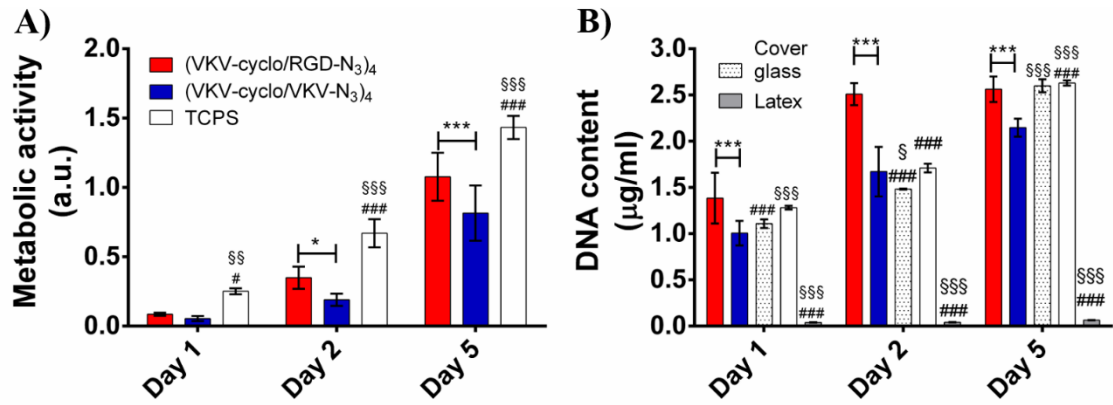 A)
Metabolic activity
(a.u.)
2.0
1.5
1.0
0.5
0.0
(VKV-cyclo/RGD-N₃)₄
(VKV-cyclo/VKV-N₃)₄
TCPS
§§
#
*
§§§
###
***
§§§
###
Day 1
Day 2
Day 5
B)
DNA content
(µg/ml)
3.0
2.5
2.0
1.5
1.0
0.5
0.0
Cover
glass
Latex
***
###
§§§
§§§
###
***
§
###
###
§§§
###
***
§§§
§§§
###
§§§
###
Day 1
Day 2
Day 5